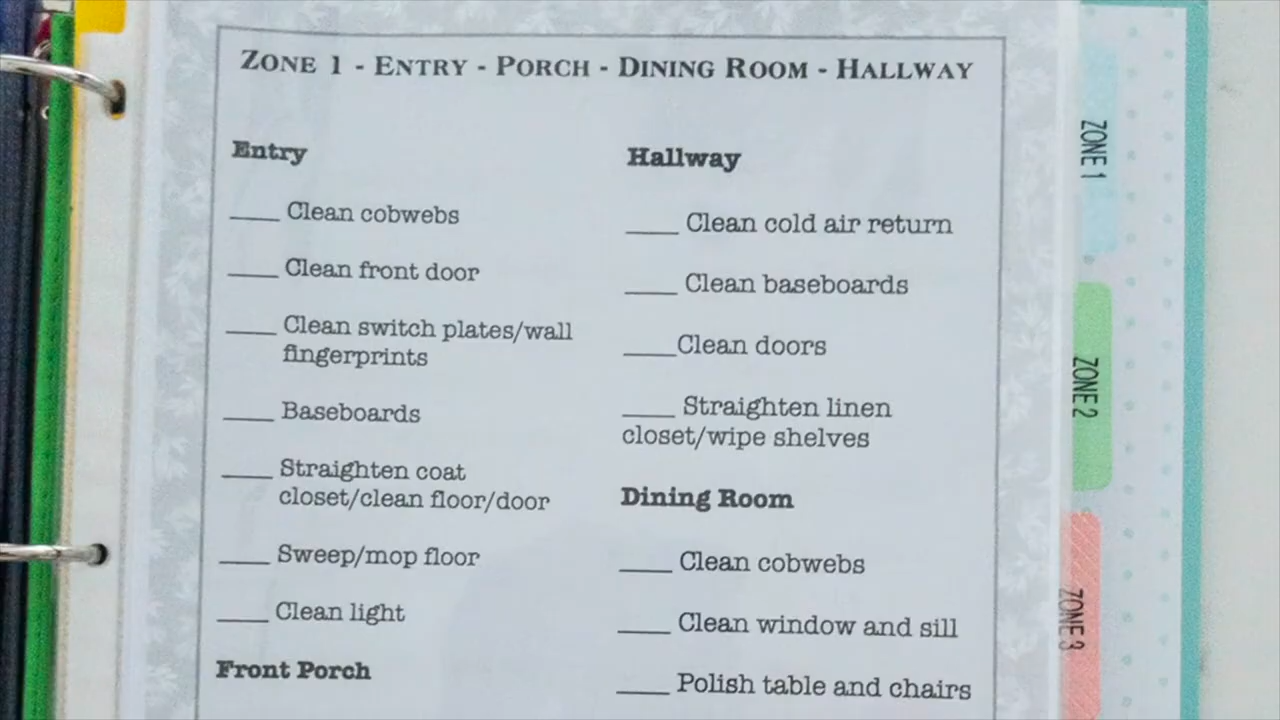 Zone 1 - Entry - Porch - Dining Room - Hallway
Entry
____ Clean cobwebs
____ Clean front door
____ Clean switch plates/wall
fingerprints
____ Baseboards
____ Straighten coat
closet/clean floor/door
____ Sweep/mop floor
____ Clean light
Front Porch
Hallway
____ Clean cold air return
____ Clean baseboards
____Clean doors
____ Straighten linen
closet/wipe shelves
Dining Room
____ Clean cobwebs
____ Clean window and sill
____ Polish table and chairs
ZONE 1
ZONE 2
ZONE 3